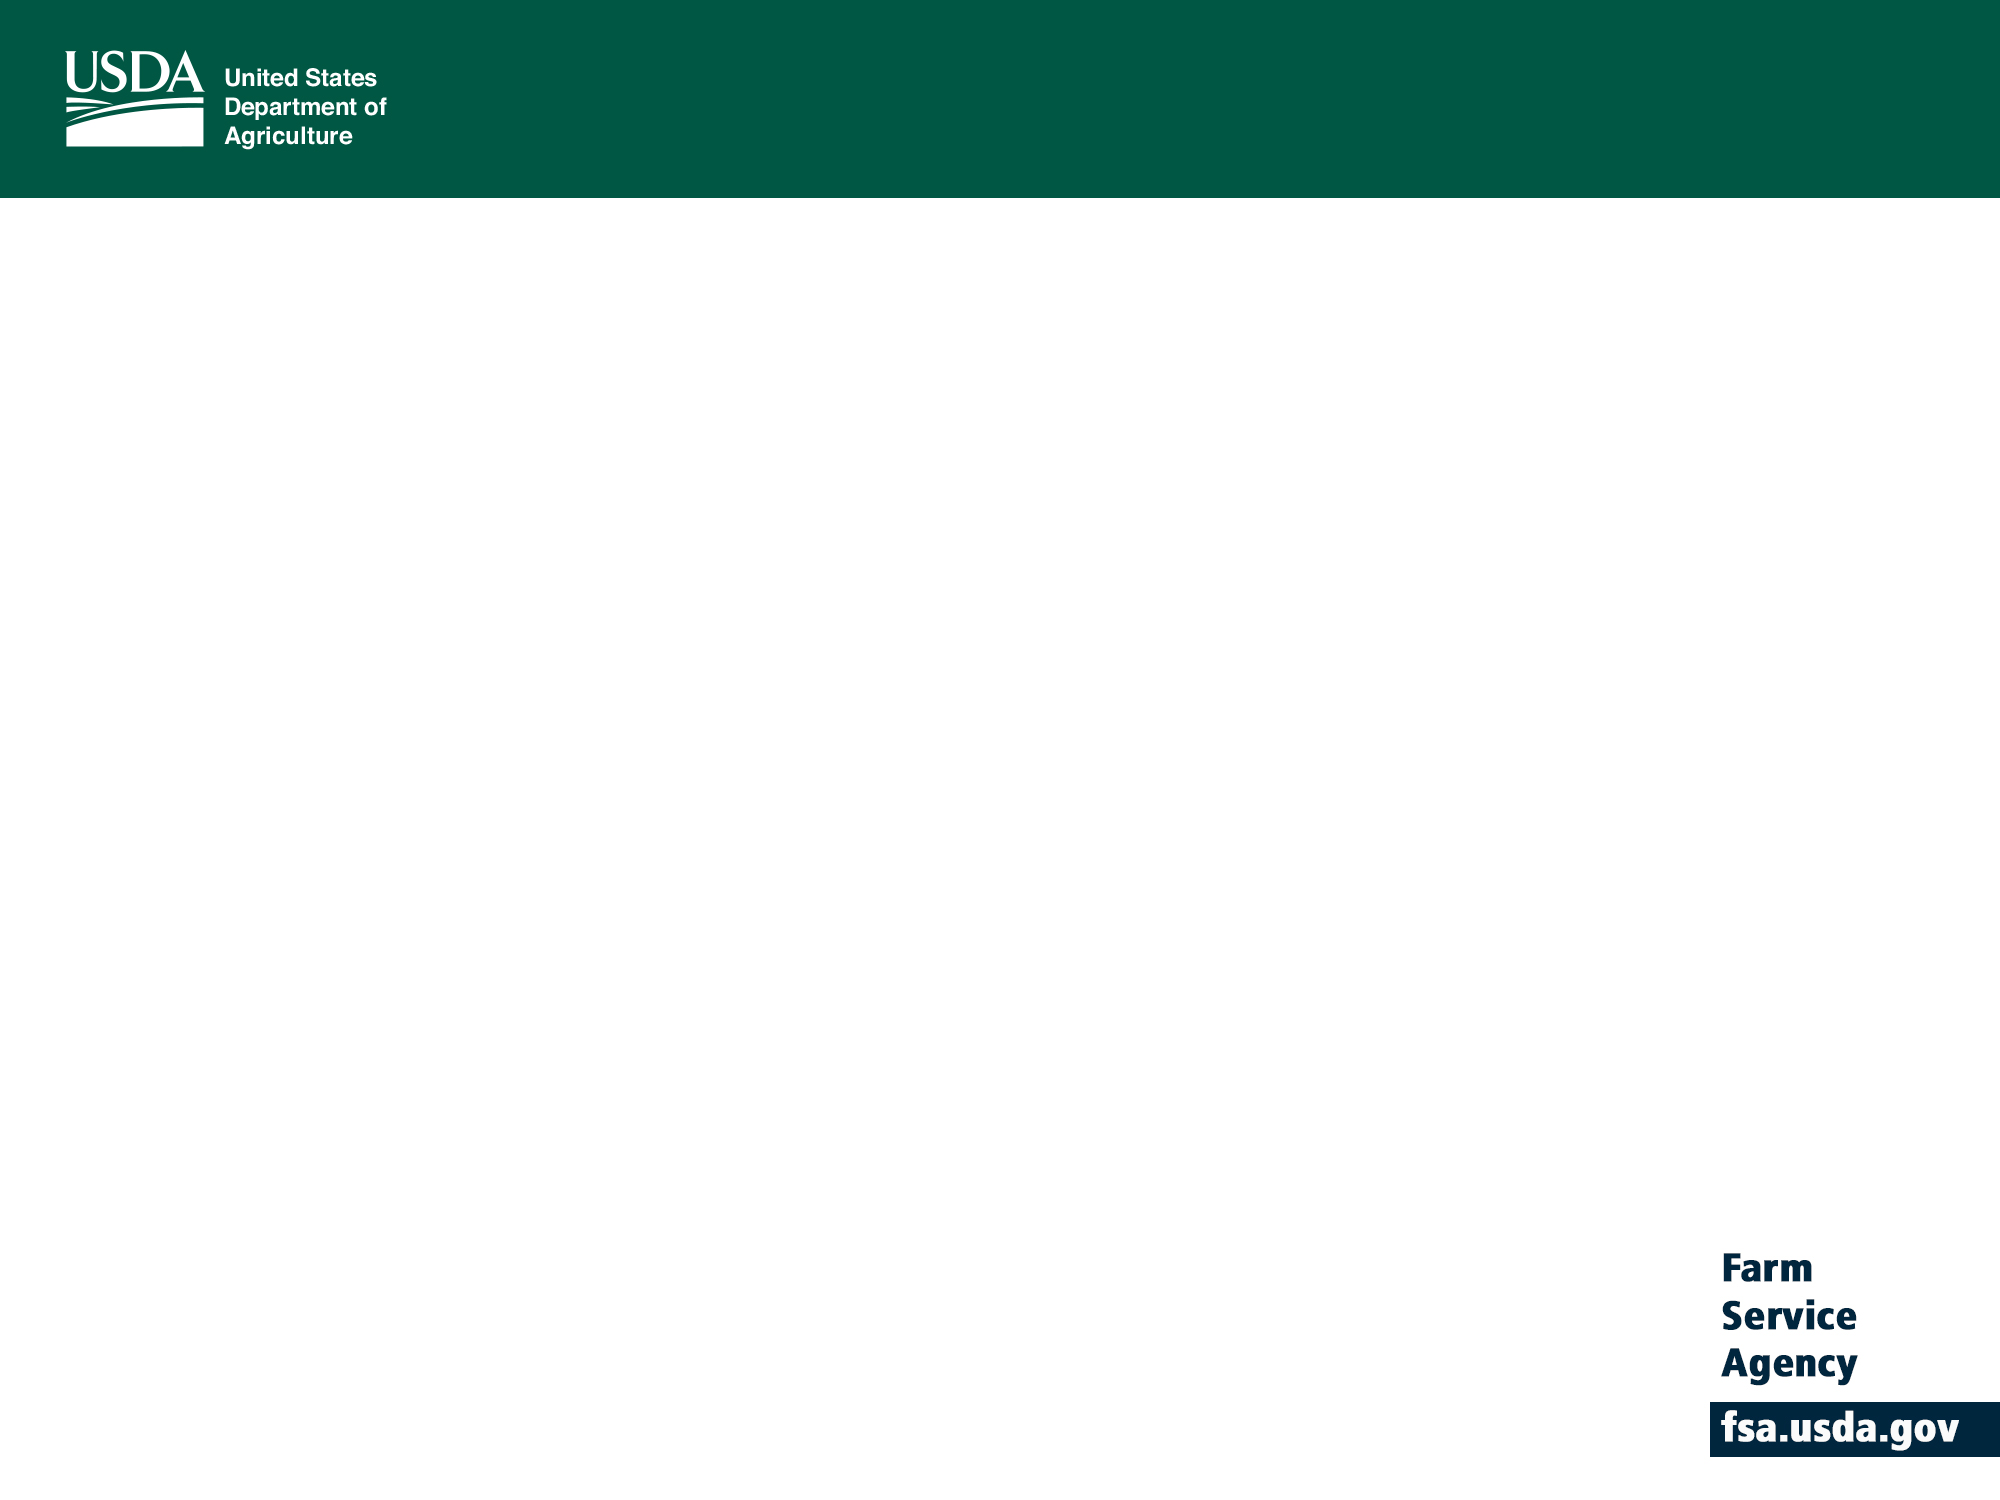 USDA
United States
Department of
Agriculture
Farm
Service
Agency
fsa.usda.gov